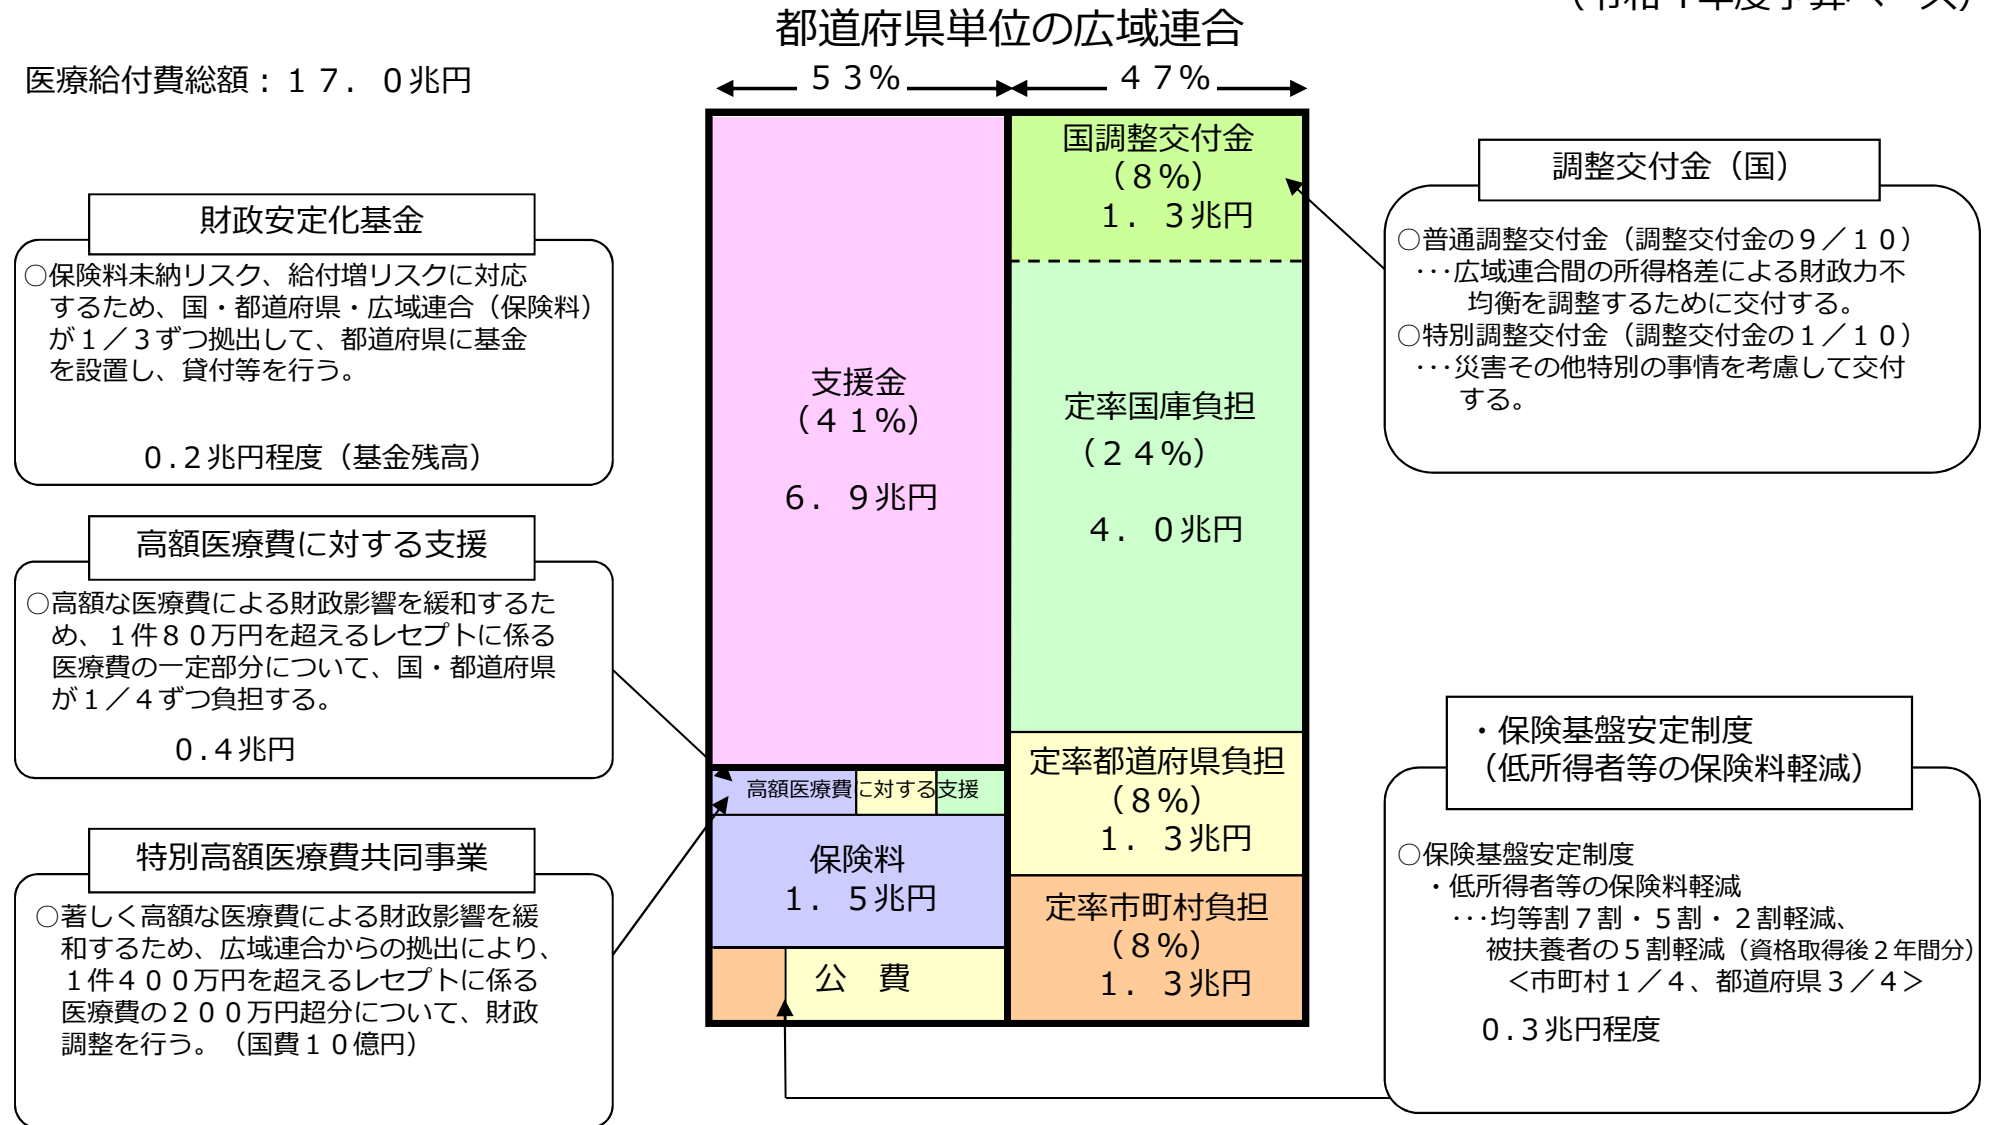 都道府県単位の広域連合
医療給付費総額：１７．０兆円
５３％
４７％
財政安定化基金
○保険料未納リスク、給付増リスクに対応
するため、国・都道府県・広域連合（保険料）
が１／３ずつ拠出して、都道府県に基金
を設置し、貸付等を行う。
０.２兆円程度（基金残高）
高額医療費に対する支援
○高額な医療費による財政影響を緩和するた
め、１件８０万円を超えるレセプトに係る
医療費の一定部分について、国・都道府県
が１／４ずつ負担する。
０.４兆円
特別高額医療費共同事業
○著しく高額な医療費による財政影響を緩
和するため、広域連合からの拠出により、
１件４００万円を超えるレセプトに係る
医療費の２００万円超分について、財政
調整を行う。（国費１０億円）
支援金
（４１％）
６．９兆円
高額医療費に対する支援
保険料
１．５兆円
公　費
国調整交付金
（８％）
１．３兆円
定率国庫負担
（２４％）
４．０兆円
定率都道府県負担
（８％）
１．３兆円
定率市町村負担
（８％）
１．３兆円
調整交付金（国）
○普通調整交付金（調整交付金の９／１０）
･･･広域連合間の所得格差による財政力不
均衡を調整するために交付する。
○特別調整交付金（調整交付金の１／１０）
･･･災害その他特別の事情を考慮して交付
する。
・保険基盤安定制度
（低所得者等の保険料軽減）
○保険基盤安定制度
・低所得者等の保険料軽減
･･･均等割７割・５割・２割軽減、
被扶養者の５割軽減（資格取得後２年間分）
＜市町村１／４、都道府県３／４＞
０.３兆円程度